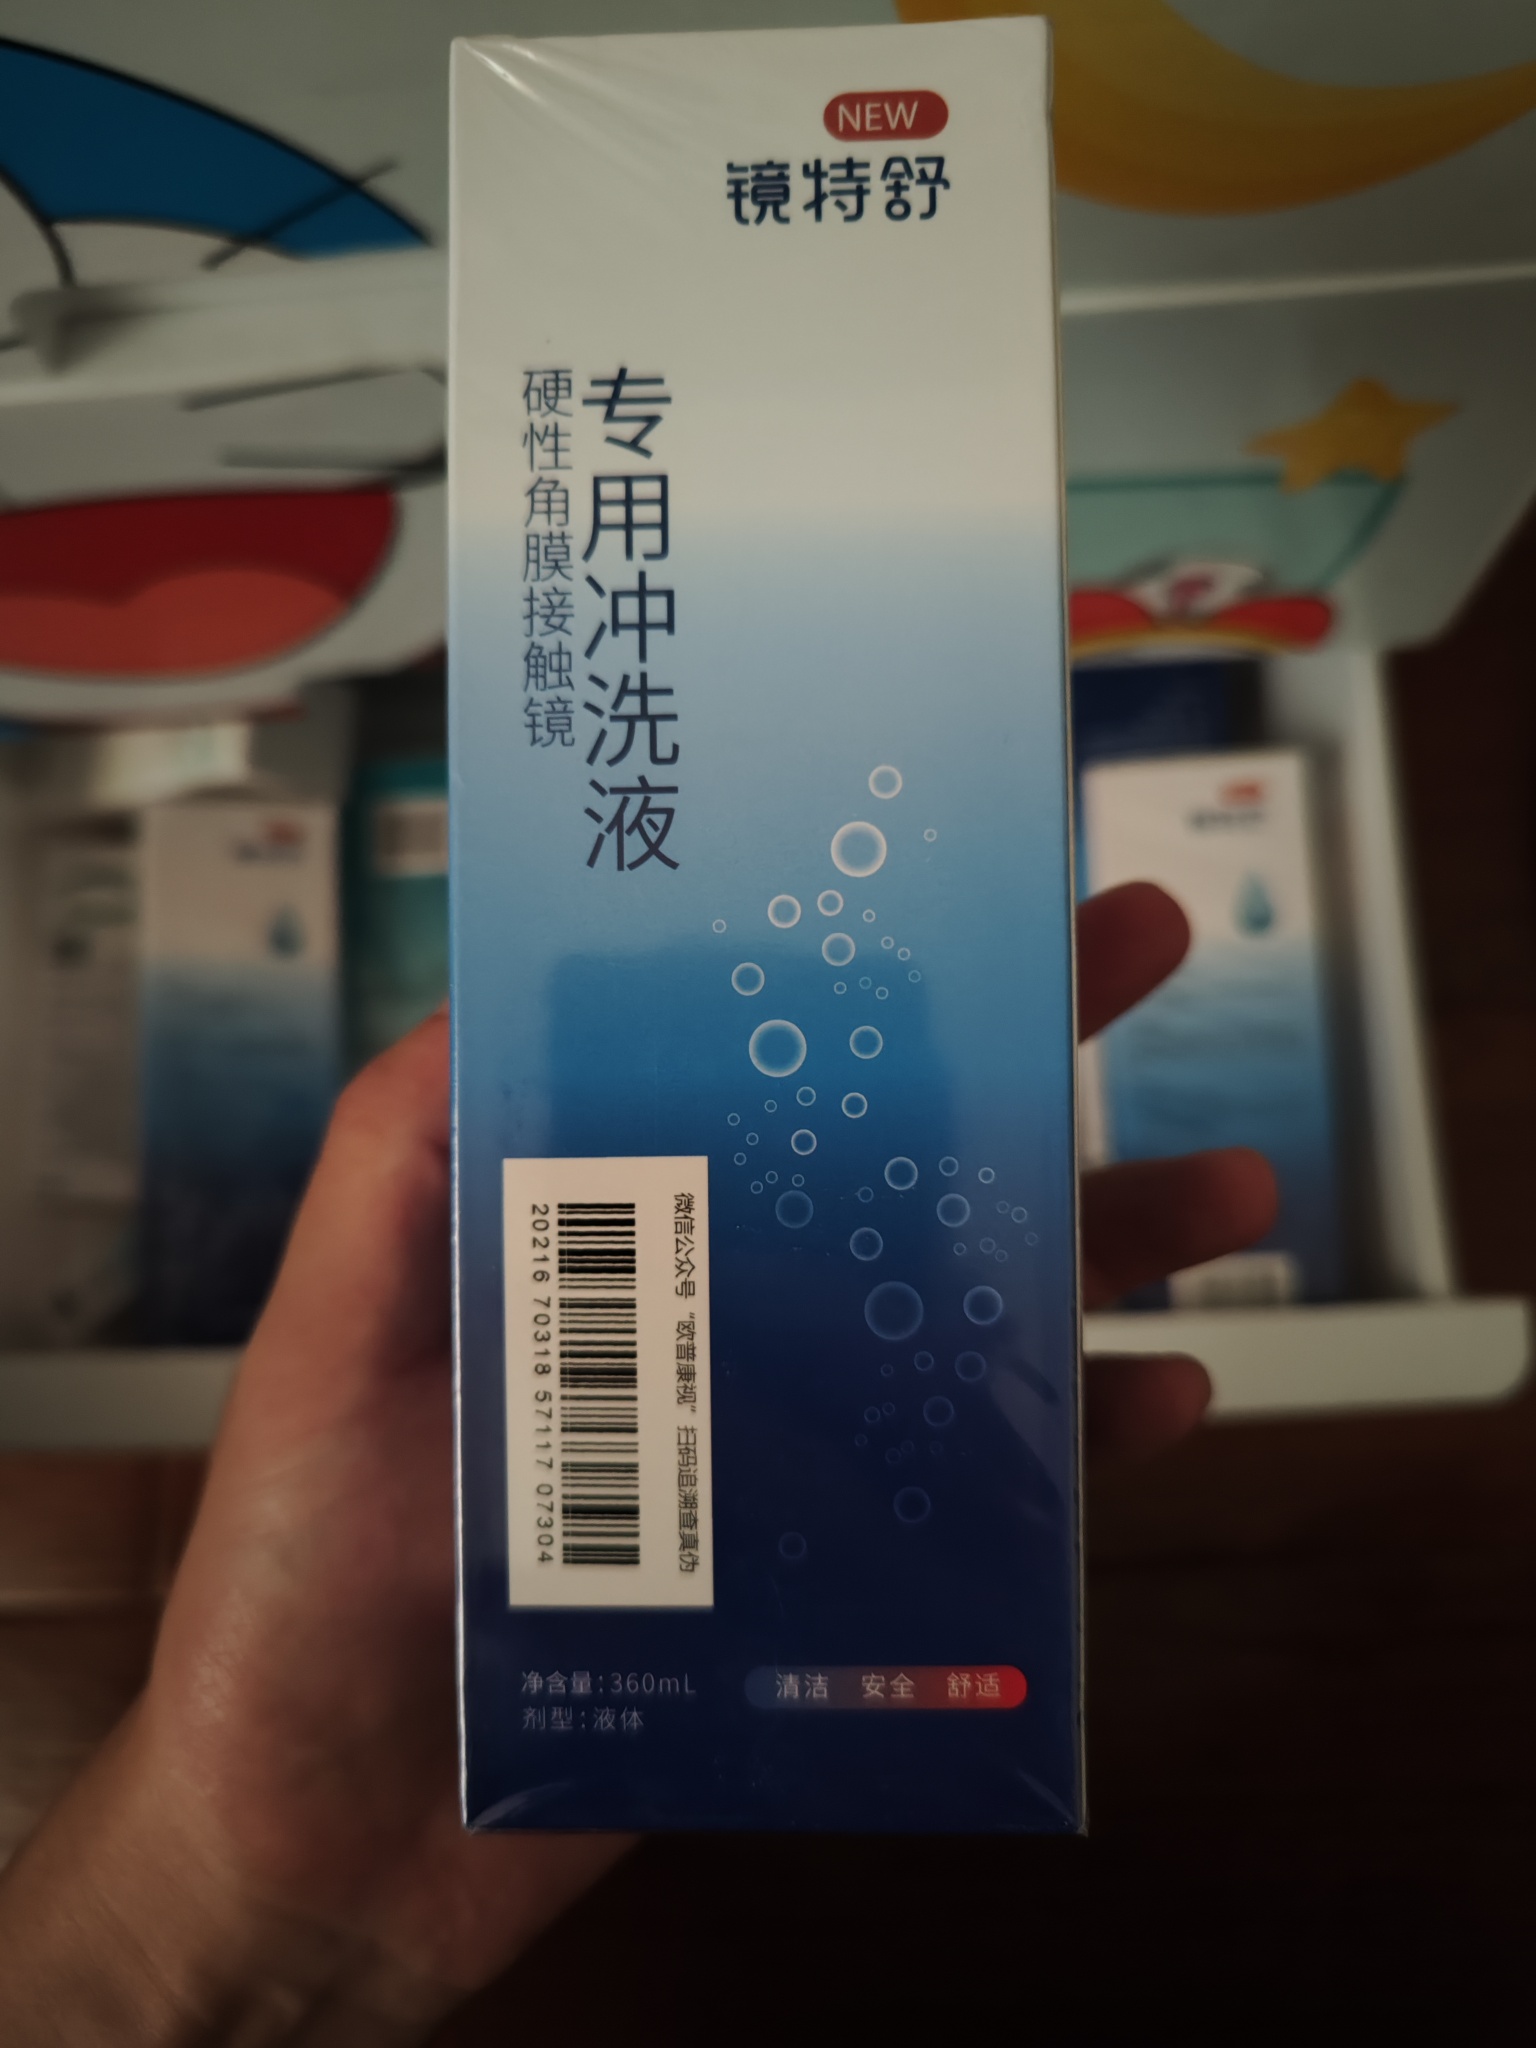 NEW
镜特舒
专用冲洗液
硬性角膜接触镜
微信公众号“欧普康视”扫码追溯查真伪
20216 70318 57117 07304
净含量:360mL
剂型:液体
清洁 安全 舒适